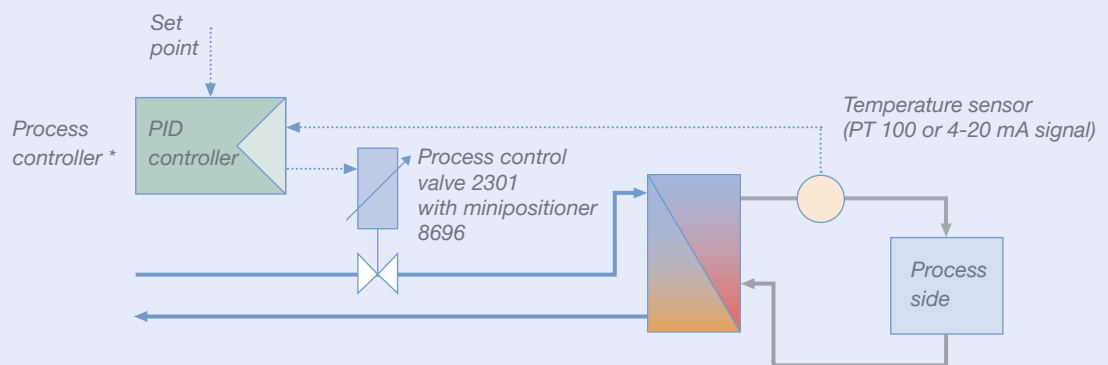 Set
point
Process
controller *
PID
controller
Process control
valve 2301
with minipositioner
8696
Temperature sensor
(PT 100 or 4-20 mA signal)
Process
side